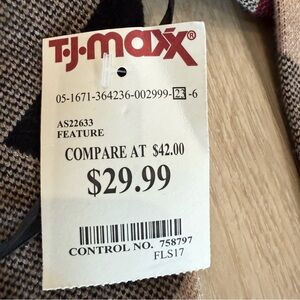 T·J·maxx®
05-1671-364236-002999-23-6
AS22633
FEATURE
COMPARE AT $42.00
$29.99
CONTROL NO. 758797
FLS17